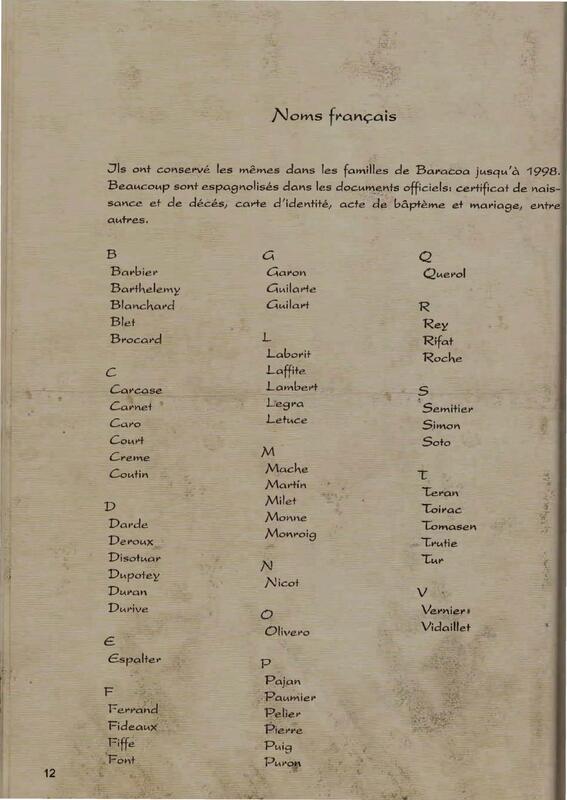 Noms français
Ils ont conservé les mêmes dans les familles de Baracoa jusqu'à 1998.
Beaucoup sont espagnolisés dans les documents officiels: certificat de nais-
sance et de décés, carte d'identité, acte de bâptème et mariage, entre
autres.
B
Barbier
Barthelemy
Blanchard
Blet
Brocard
C
Carcase
Carnet
Caro
Court
Creme
Coutin
D
Darde
Deroux
Disotuar
Dupotey
Duran
Durive
E
Espalter
F
Ferrand
Fideaux
Fiffe
Font
G
Garon
Guilarte
Guilart
L
Laborit
Laffite
Lambert
Legra
Letuce
M
Mache
Martín
Milet
Monne
Monroig
N
Nicot
O
Olivero
P
Pajan
Paumier
Pelier
Pierre
Puig
Puron
Q
Querol
R
Rey
Rifat
Roche
S
Semitier
Simon
Soto
T
Teran
Toirac
Tomasen
Trutie
Tur
V
Verniers
Vidaillet
12